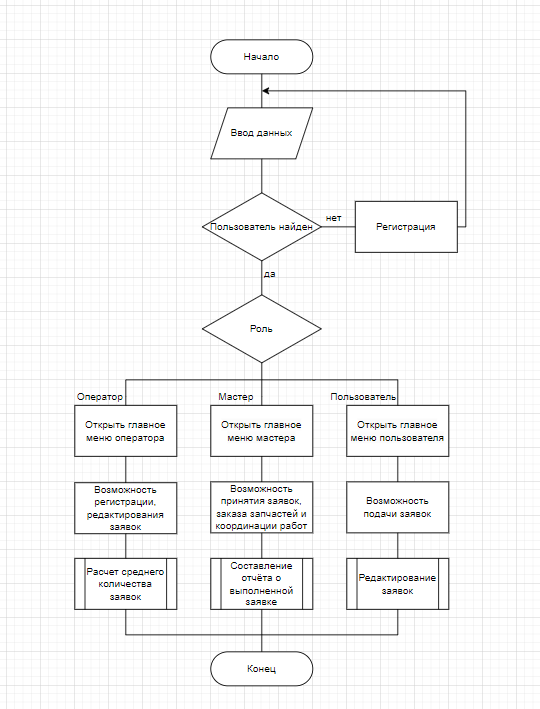 Начало
Ввод данных
Пользователь найден
нет
Регистрация
да
Роль
Оператор
Мастер
Пользователь
Открыть главное
меню оператора
Открыть главное
меню мастера
Открыть главное
меню пользователя
Возможность
регистрации,
редактирования
заявок
Возможность
принятия заявок,
заказа запчастей и
координации работ
Возможность
подачи заявок
Расчет среднего
количества
заявок
Составление
отчёта о
выполненной
заявке
Редактирование
заявок
Конец